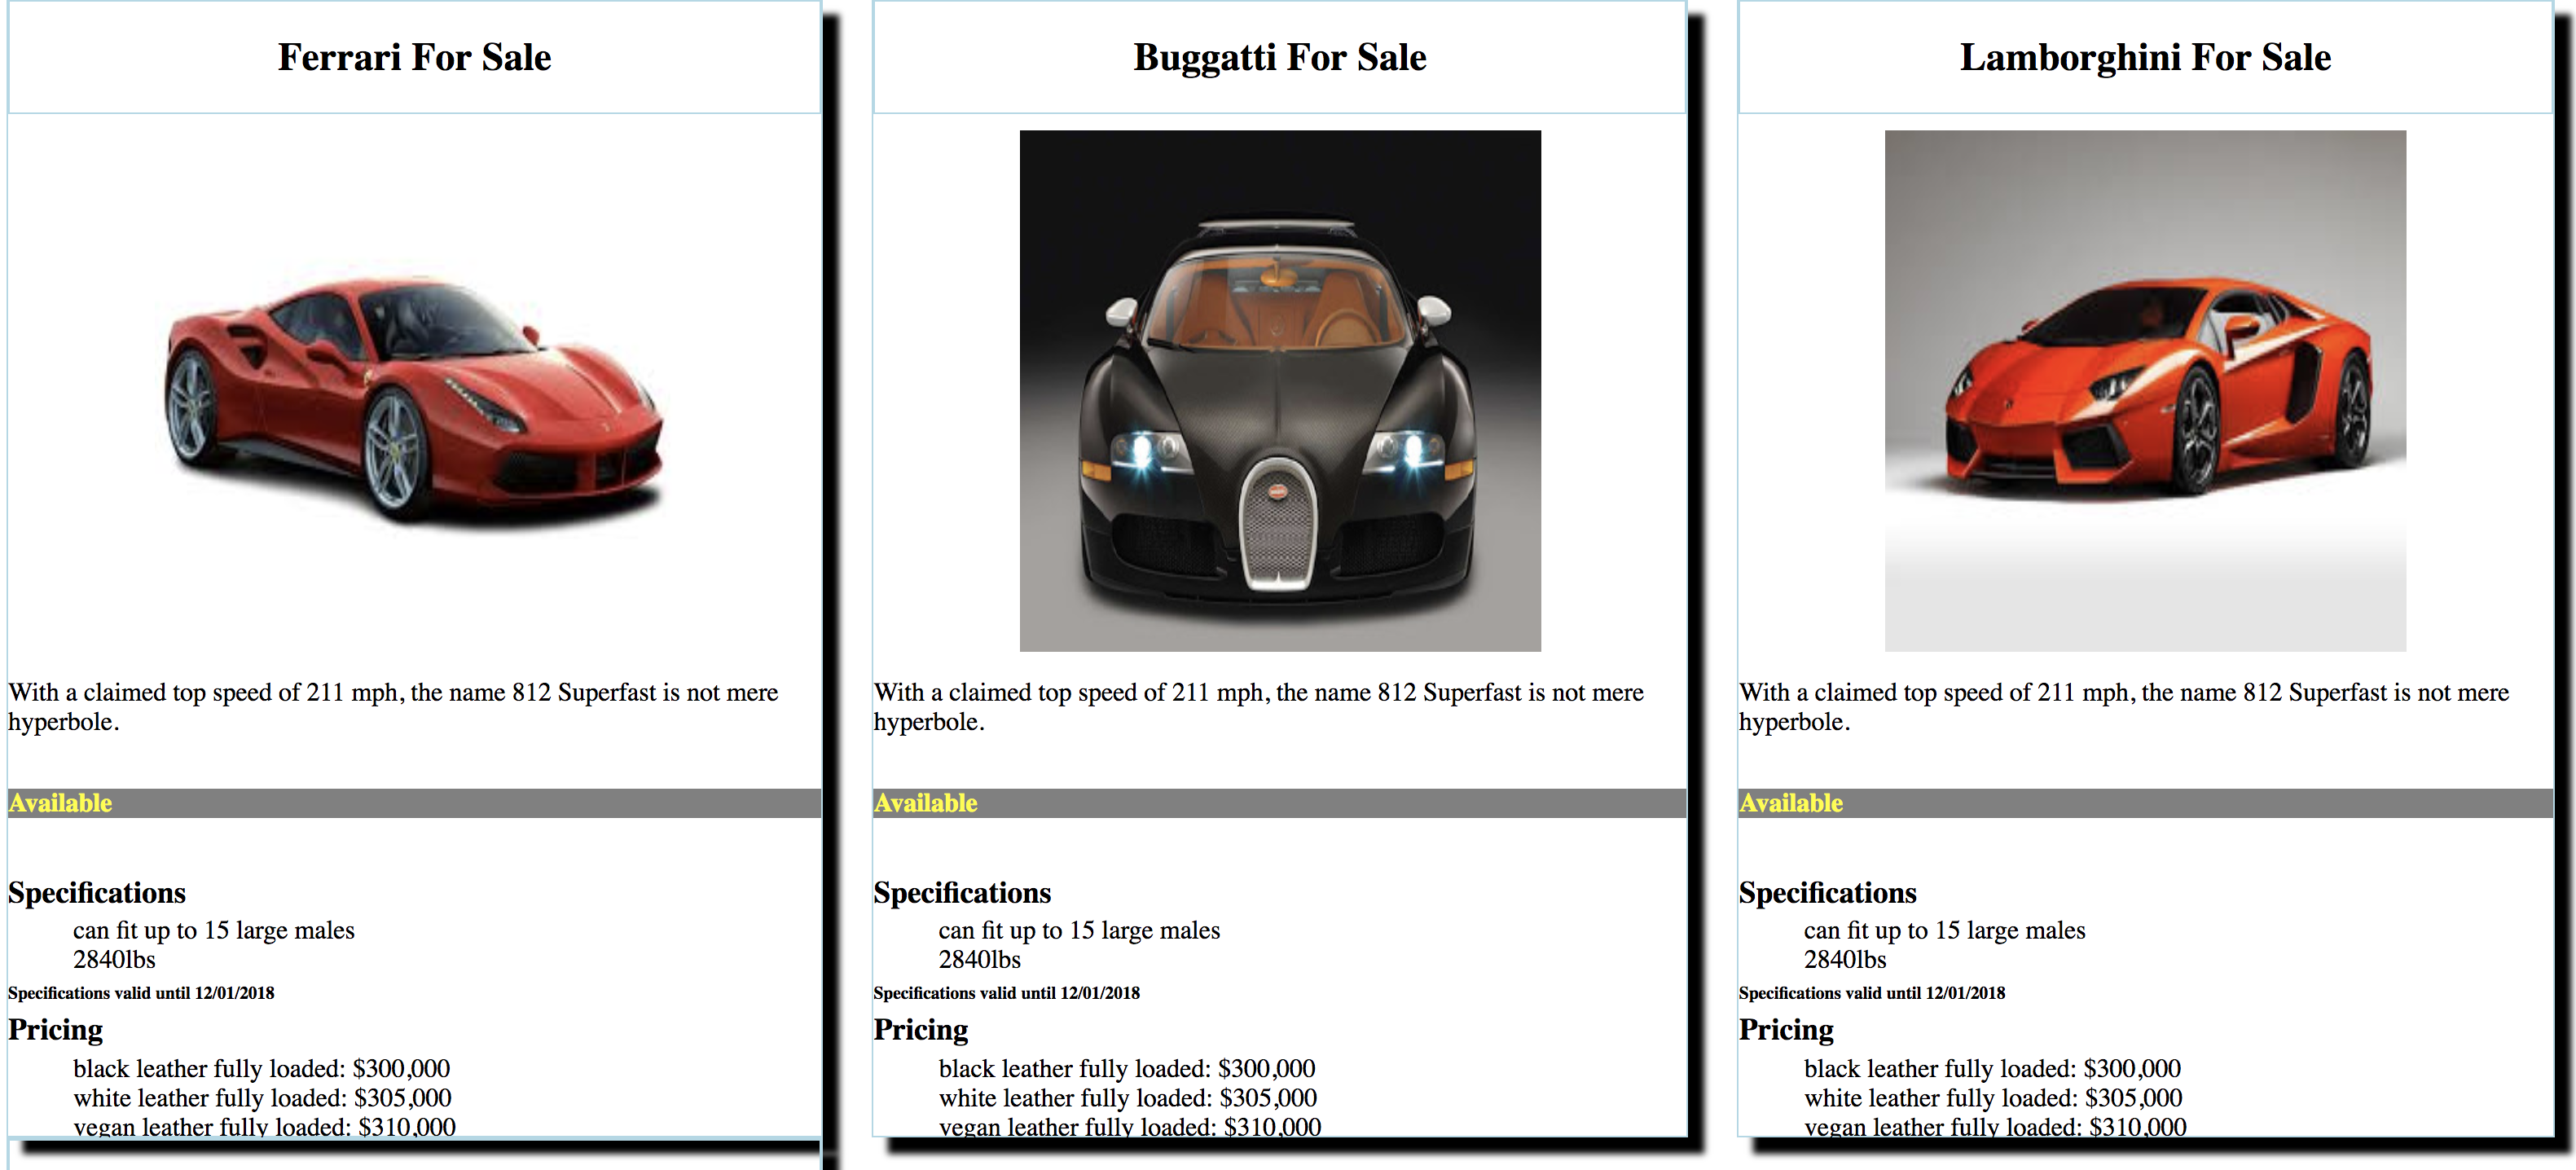 Ferrari For Sale
With a claimed top speed of 211 mph, the name 812 Superfast is not mere
hyperbole.
Available
Specifications
can fit up to 15 large males
2840lbs
Specifications valid until 12/01/2018
Pricing
black leather fully loaded: $300,000
white leather fully loaded: $305,000
vegan leather fully loaded: $310,000
Buggatti For Sale
With a claimed top speed of 211 mph, the name 812 Superfast is not mere
hyperbole.
Available
Specifications
can fit up to 15 large males
2840lbs
Specifications valid until 12/01/2018
Pricing
black leather fully loaded: $300,000
white leather fully loaded: $305,000
vegan leather fully loaded: $310,000
Lamborghini For Sale
With a claimed top speed of 211 mph, the name 812 Superfast is not mere
hyperbole.
Available
Specifications
can fit up to 15 large males
2840lbs
Specifications valid until 12/01/2018
Pricing
black leather fully loaded: $300,000
white leather fully loaded: $305,000
vegan leather fully loaded: $310,000